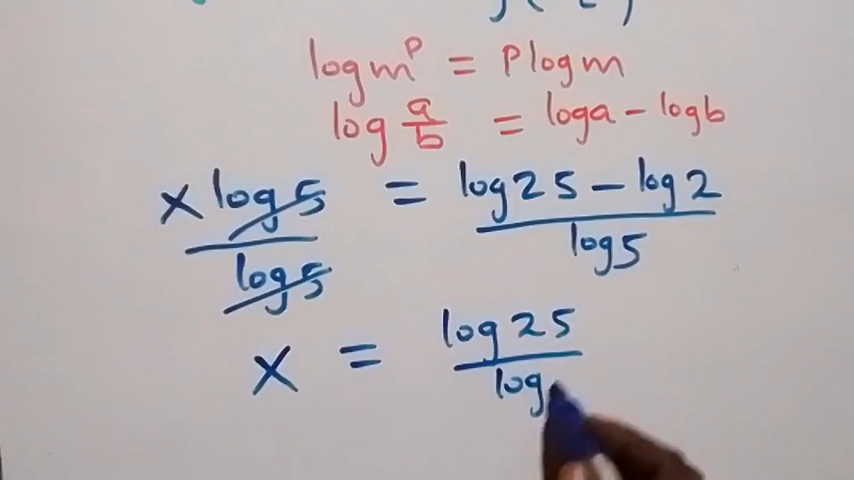 log m^p = P log m
log a/b = log a - log b
x log 5 / log 5 = log 25 - log 2 / log 5
x = log 25 / log